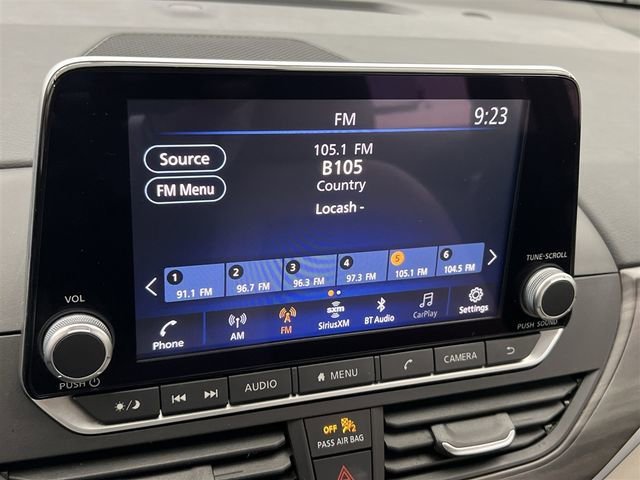 FM 9:23
Source
FM Menu
105.1 FM
B105
Country
Locash -
1 2 3 4 5 6
91.1 FM 96.7 FM 96.3 FM 97.3 FM 105.1 FM 104.5 FM
Phone AM FM SiriusXM BT Audio CarPlay Settings
sxm
VOL
PUSH
TUNE·SCROLL
PUSH SOUND
AUDIO MENU CAMERA
OFF 2
PASS AIR BAG